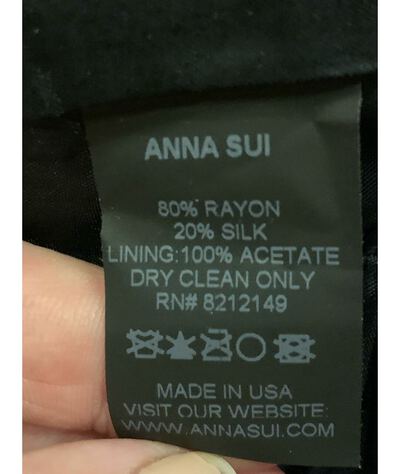 ANNA SUI
80% RAYON
20% SILK
LINING:100% ACETATE
DRY CLEAN ONLY
RN# 8212149
MADE IN USA
VISIT OUR WEBSITE:
WWW.ANNASUI.COM